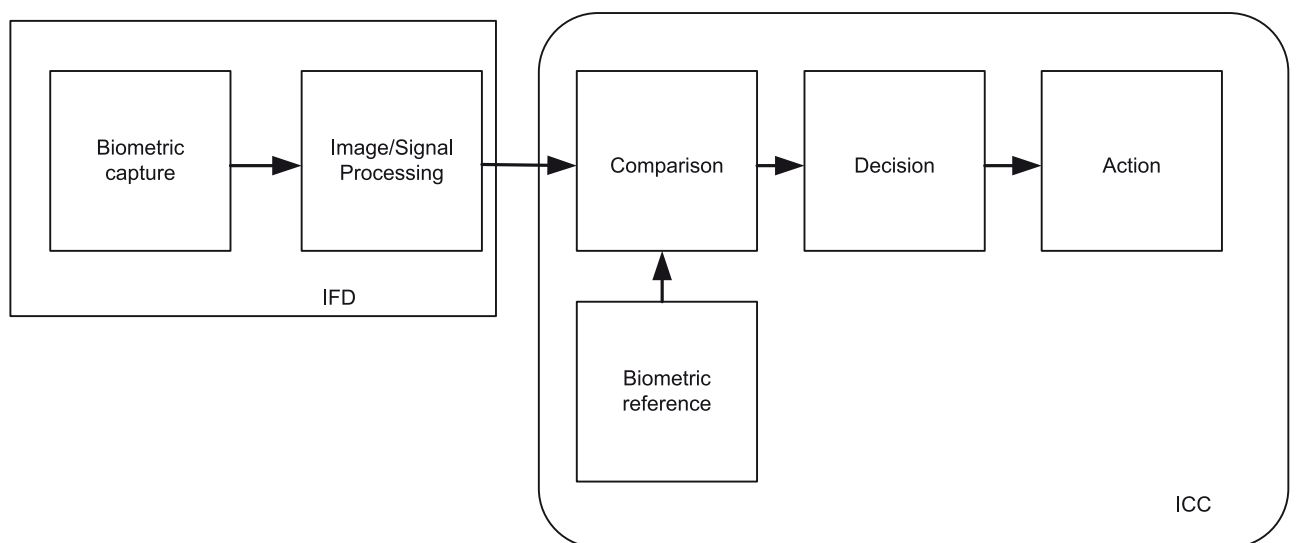 Biometric
capture
Image/Signal
Processing
Comparison
Decision
Action
IFD
Biometric
reference
ICC